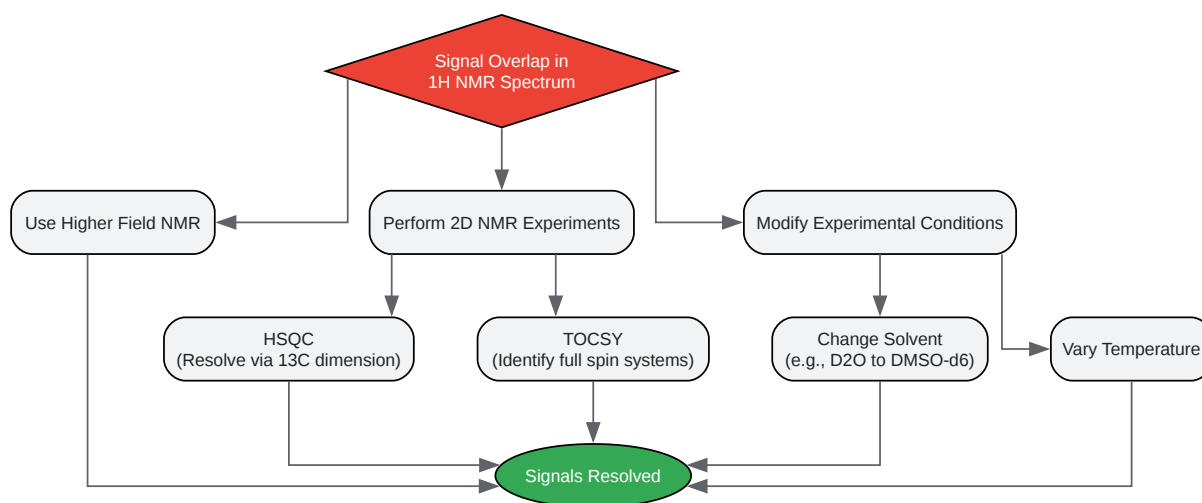 Signal Overlap in
1H NMR Spectrum
Use Higher Field NMR
Perform 2D NMR Experiments
Modify Experimental Conditions
HSQC
(Resolve via 13C dimension)
TOCSY
(Identify full spin systems)
Change Solvent
(e.g., D2O to DMSO-d6)
Vary Temperature
Signals Resolved